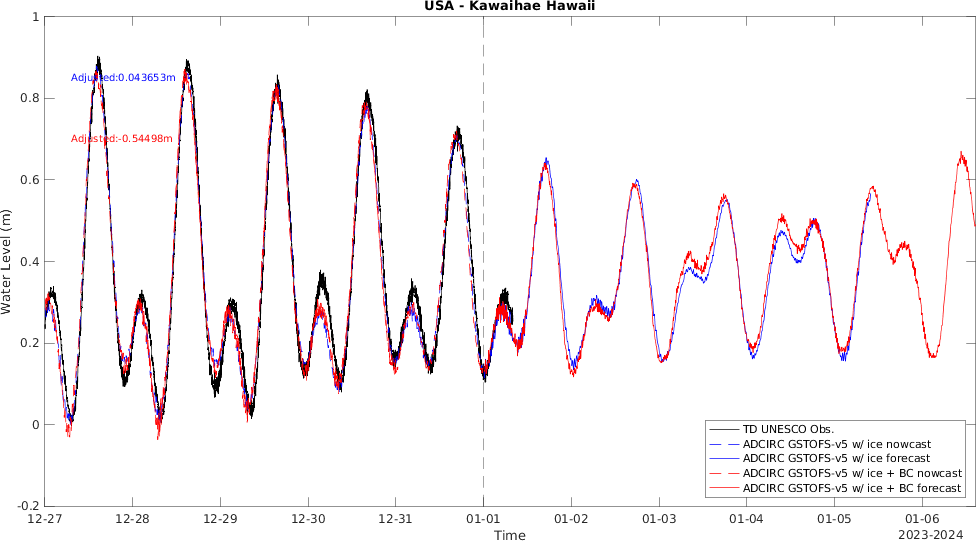 USA - Kawaihae Hawaii
1
0.8
0.6
0.4
0.2
0
-0.2
Water Level (m)
Adjusted:0.043653m
Adjusted:-0.54498m
TD UNESCO Obs.
ADCIRC GSTOFS-v5 w/ ice nowcast
ADCIRC GSTOFS-v5 w/ ice forecast
ADCIRC GSTOFS-v5 w/ ice + BC nowcast
ADCIRC GSTOFS-v5 w/ ice + BC forecast
12-27 12-28 12-29 12-30 12-31 01-01 01-02 01-03 01-04 01-05 01-06
Time
2023-2024